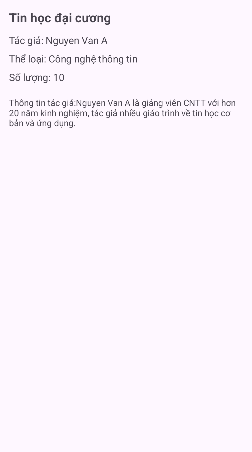 Tin học đại cương
Tác giả: Nguyen Van A
Thể loại: Công nghệ thông tin
Số lượng: 10
Thông tin tác giả:Nguyen Van A là giảng viên CNTT với hơn
20 năm kinh nghiệm, tác giả nhiều giáo trình về tin học cơ
bản và ứng dụng.